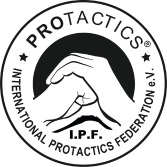 PROTACTICS®
I.P.F.
INTERNATIONAL PROTACTICS FEDERATION e.V.